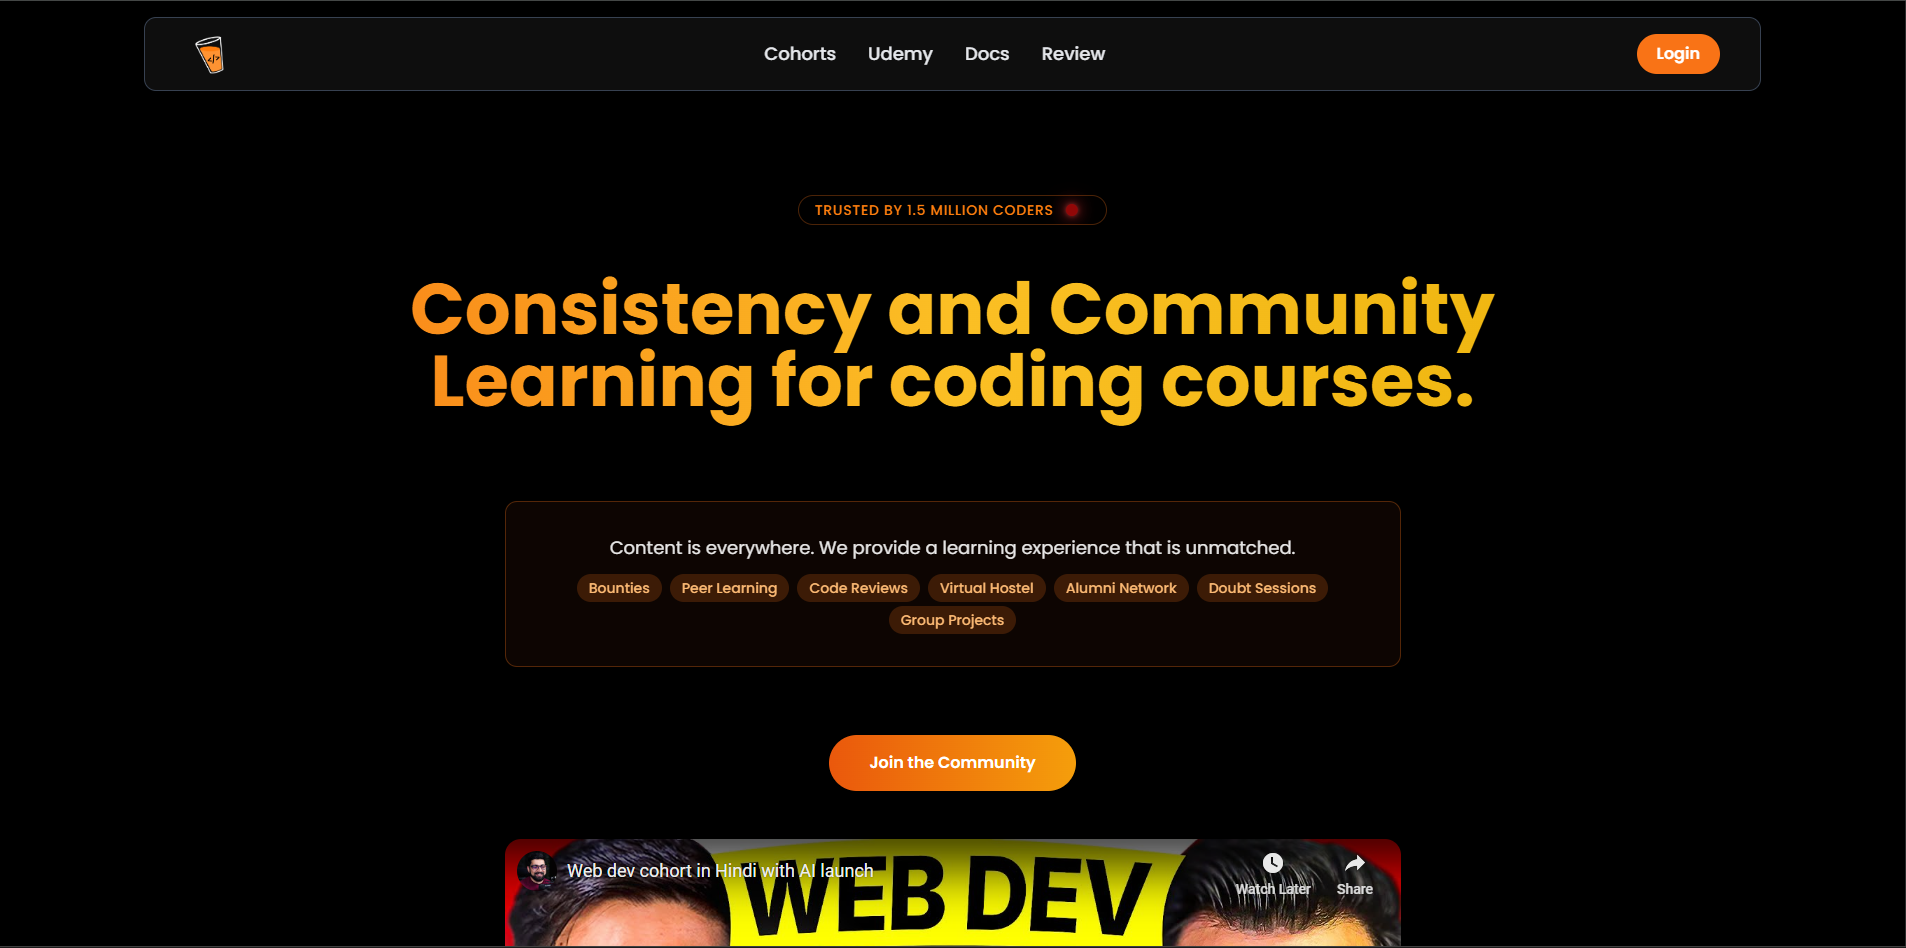 Cohorts Udemy Docs Review Login
TRUSTED BY 1.5 MILLION CODERS
Consistency and Community
Learning for coding courses.
Content is everywhere. We provide a learning experience that is unmatched.
Bounties Peer Learning Code Reviews Virtual Hostel Alumni Network Doubt Sessions
Group Projects
Join the Community
Web dev cohort in Hindi with AI launch
Watch Later Share
WEB DEV